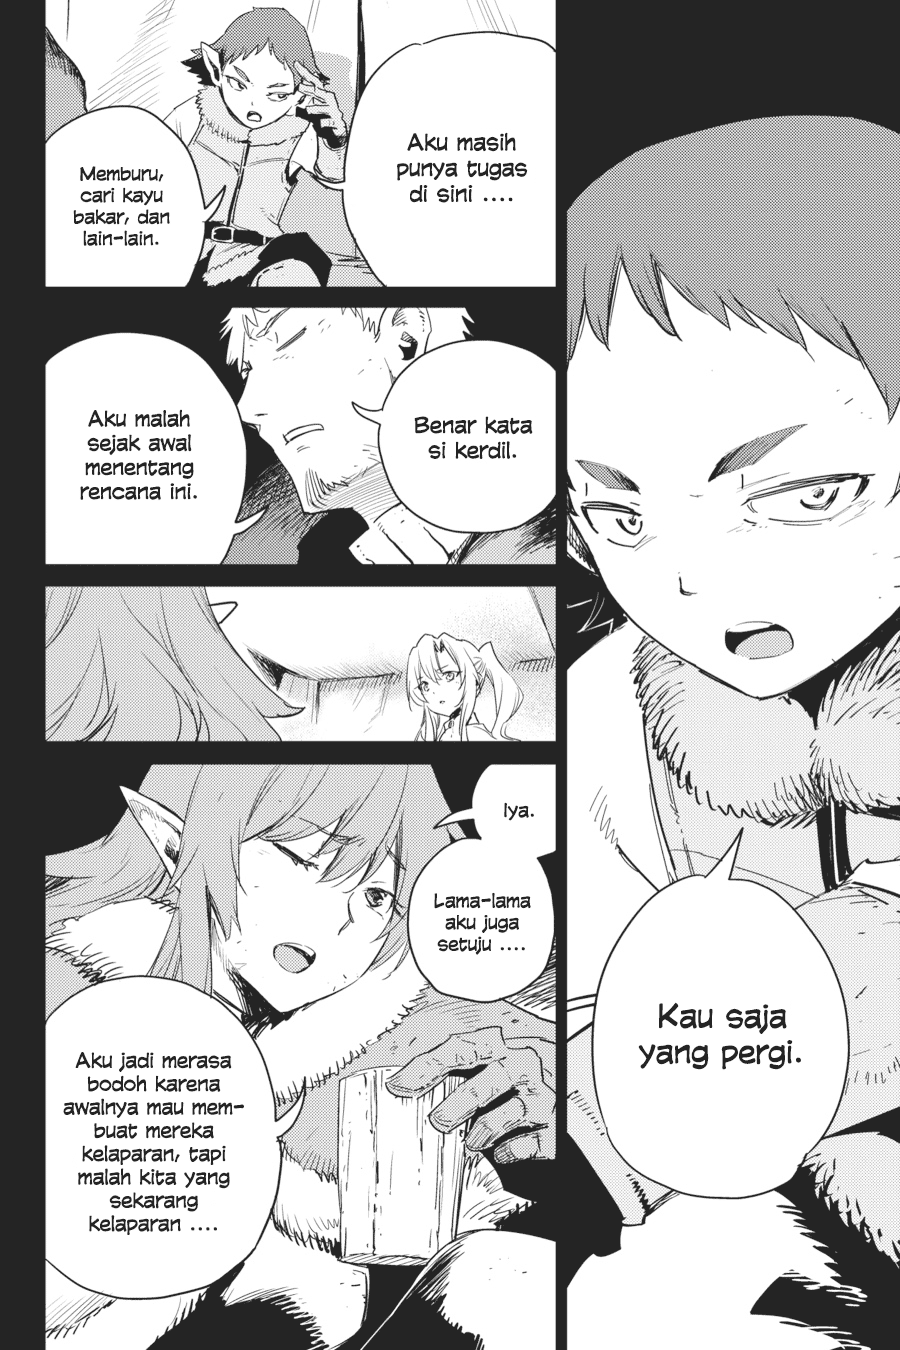 Kau saja
yang pergi.
Aku masih
punya tugas
di sini ....
Memburu,
cari kayu
bakar, dan
lain-lain.
Benar kata
si kerdil.
Aku malah
sejak awal
menentang
rencana ini.
Iya.
Lama-lama
aku juga
setuju ....
Aku jadi merasa
bodoh karena
awalnya mau mem-
buat mereka
kelaparan, tapi
malah kita yang
sekarang
kelaparan ....